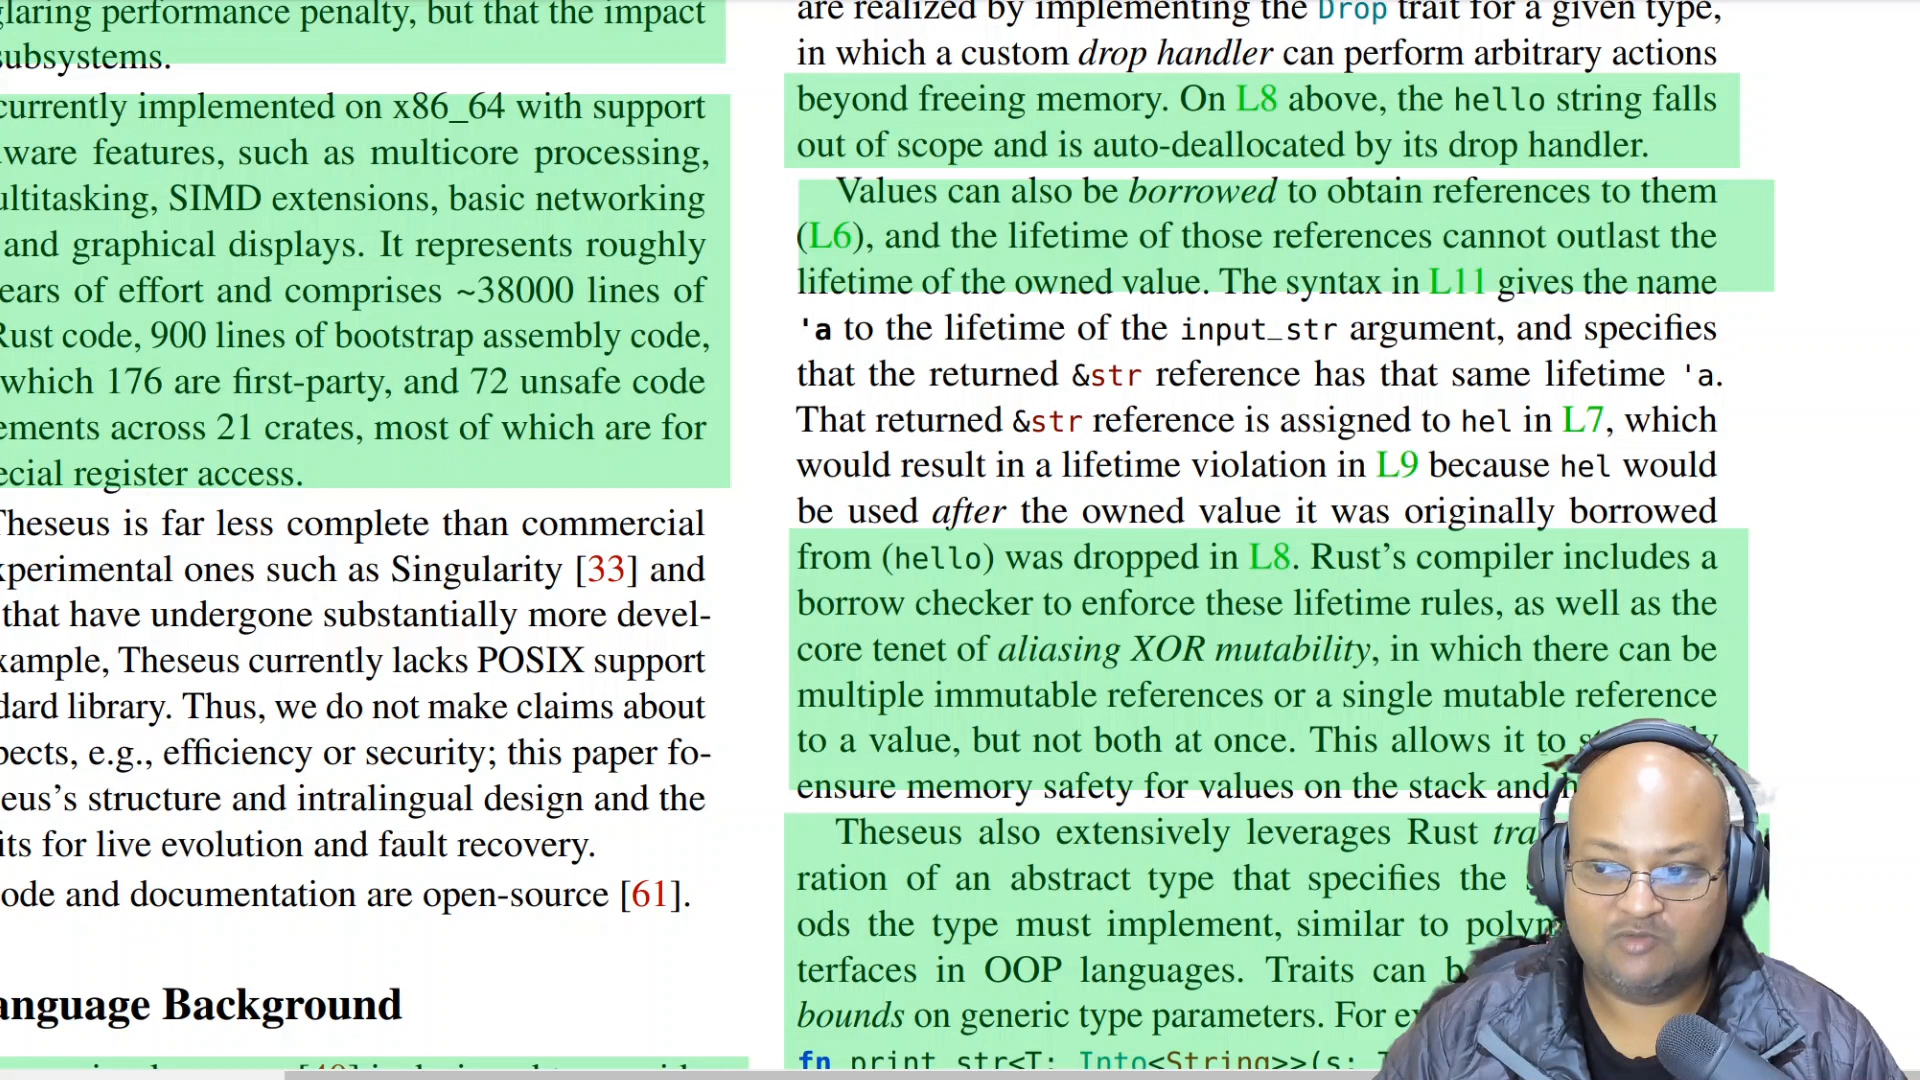 glaring performance penalty, but that the impact
subsystems.
currently implemented on x86_64 with support
ware features, such as multicore processing,
ultitasking, SIMD extensions, basic networking
and graphical displays. It represents roughly
ears of effort and comprises ~38000 lines of
Rust code, 900 lines of bootstrap assembly code,
which 176 are first-party, and 72 unsafe code
ements across 21 crates, most of which are for
ecial register access.
Theseus is far less complete than commercial
xperimental ones such as Singularity [33] and
that have undergone substantially more devel-
xample, Theseus currently lacks POSIX support
dard library. Thus, we do not make claims about
pects, e.g., efficiency or security; this paper fo-
eus's structure and intralingual design and the
its for live evolution and fault recovery.
ode and documentation are open-source [61].
anguage Background
are realized by implementing the Drop trait for a given type,
in which a custom drop handler can perform arbitrary actions
beyond freeing memory. On L8 above, the hello string falls
out of scope and is auto-deallocated by its drop handler.
Values can also be borrowed to obtain references to them
(L6), and the lifetime of those references cannot outlast the
lifetime of the owned value. The syntax in L11 gives the name
'a to the lifetime of the input_str argument, and specifies
that the returned &str reference has that same lifetime 'a.
That returned &str reference is assigned to hel in L7, which
would result in a lifetime violation in L9 because hel would
be used after the owned value it was originally borrowed
from (hello) was dropped in L8. Rust's compiler includes a
borrow checker to enforce these lifetime rules, as well as the
core tenet of aliasing XOR mutability, in which there can be
multiple immutable references or a single mutable reference
to a value, but not both at once. This allows it to
ensure memory safety for values on the stack and
Theseus also extensively leverages Rust
ration of an abstract type that specifies the
ods the type must implement, similar to
terfaces in OOP languages. Traits can
bounds on generic type parameters. For
fn print_str<T: Into<String>>(s: